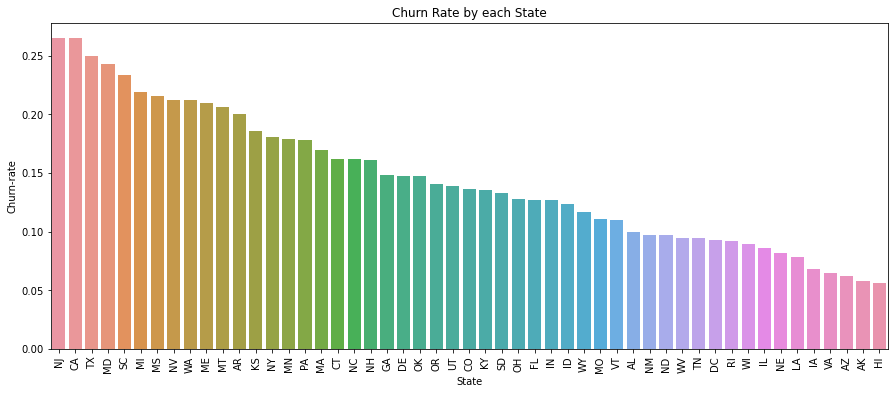 Churn Rate by each State
Churn-rate
0.25
0.20
0.15
0.10
0.05
0.00
NJ CA TX MD SC MI MS NV WA ME MT AR KS NY MN PA MA CT NC NH GA DE OK OR UT CO KY SD OH FL IN ID WY MO VT AL NM ND WV TN DC RI WI IL NE LA IA VA AZ AK HI
State